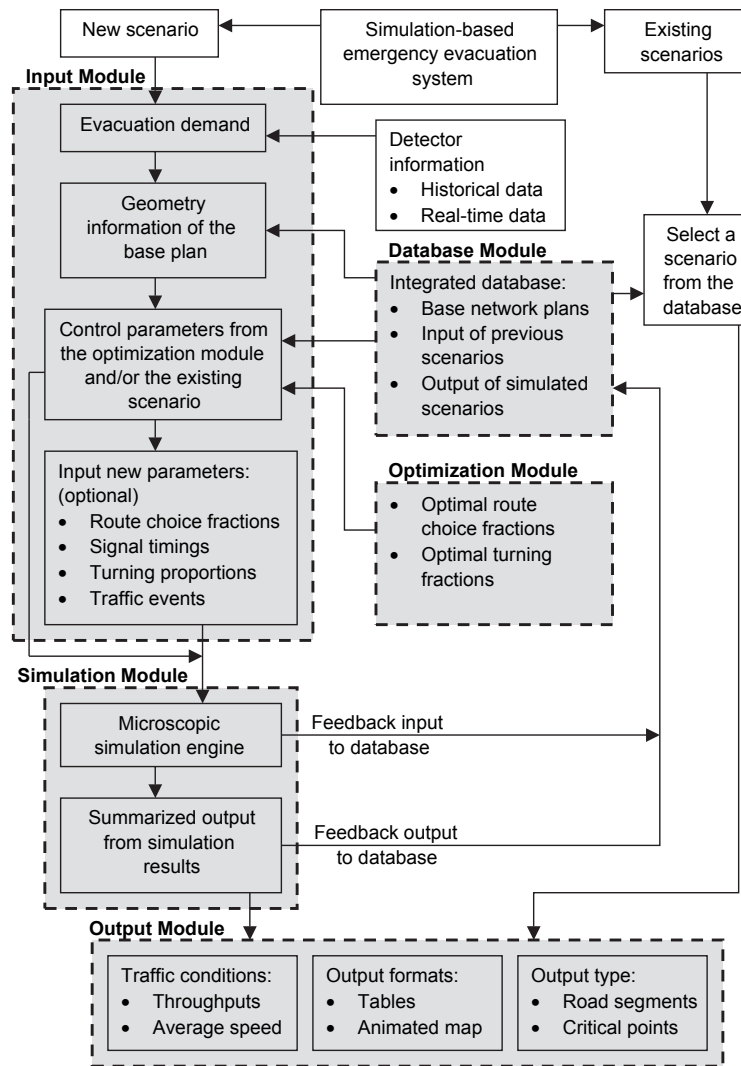 New scenario
Simulation-based
emergency evacuation
system
Existing
scenarios
Input Module
Evacuation demand
Detector
information
• Historical data
• Real-time data
Geometry
information of the
base plan
Select a
scenario
from the
database
Database Module
Integrated database:
• Base network plans
• Input of previous
scenarios
• Output of simulated
scenarios
Control parameters from
the optimization module
and/or the existing
scenario
Optimization Module
• Optimal route
choice fractions
• Optimal turning
fractions
Input new parameters:
(optional)
• Route choice fractions
• Signal timings
• Turning proportions
• Traffic events
Simulation Module
Microscopic
simulation engine
Feedback input
to database
Summarized output
from simulation
results
Feedback output
to database
Output Module
Traffic conditions:
• Throughputs
• Average speed
Output formats:
• Tables
• Animated map
Output type:
• Road segments
• Critical points